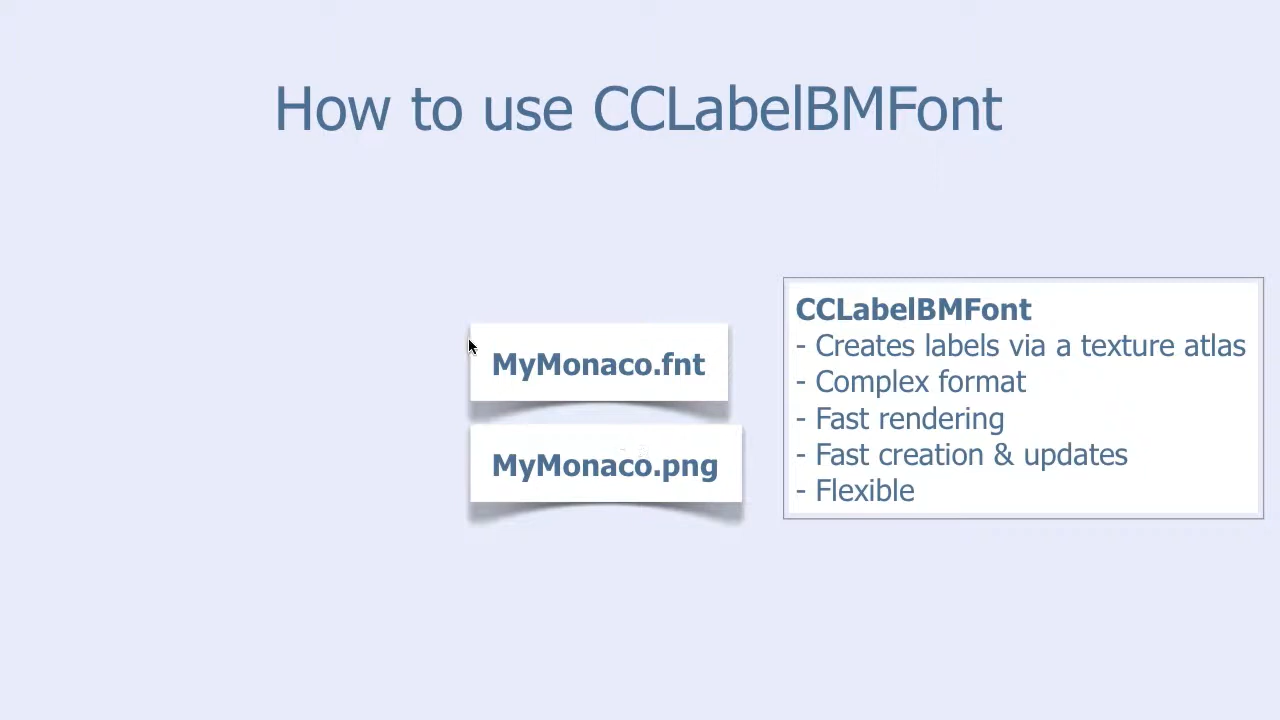 How to use CCLabelBMFont
MyMonaco.fnt
MyMonaco.png
CCLabelBMFont
- Creates labels via a texture atlas
- Complex format
- Fast rendering
- Fast creation & updates
- Flexible